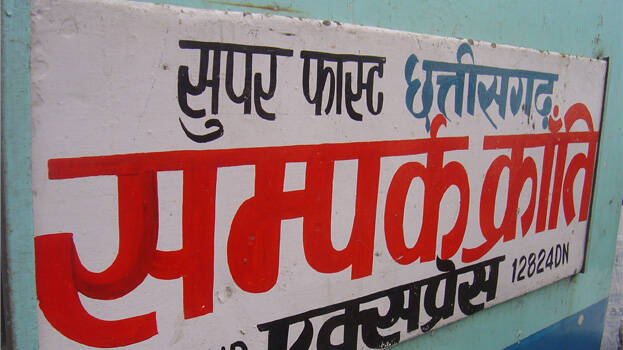 सुपर फास्ट छत्तीसगढ़
सम्पर्क क्राँति
एक्सप्रेस 12824DN